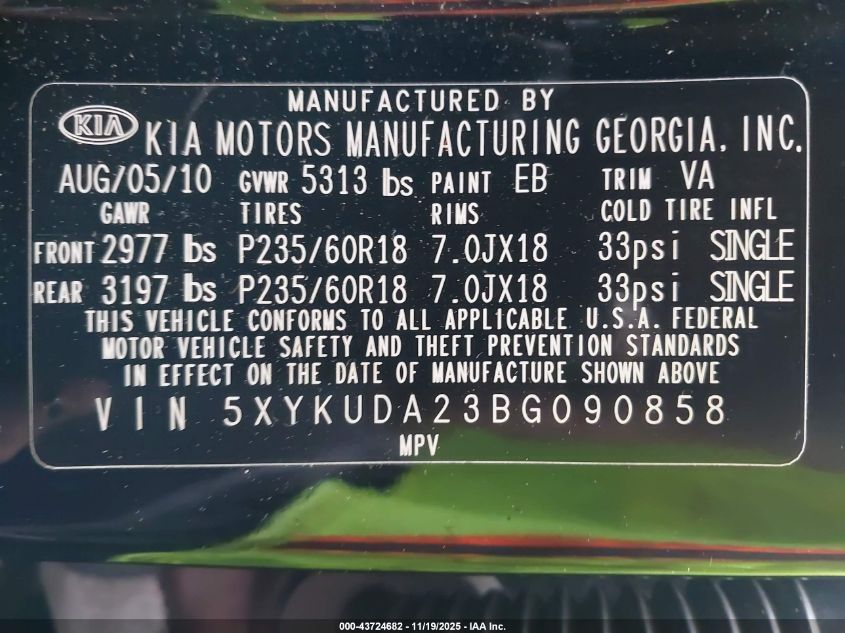 MANUFACTURED BY
KIA KIA MOTORS MANUFACTURING GEORGIA, INC.
AUG/05/10 GVWR 5313 lbs PAINT EB TRIM VA
GAWR TIRES RIMS COLD TIRE INFL
FRONT 2977 lbs P235/60R18 7.0JX18 33psi SINGLE
REAR 3197 lbs P235/60R18 7.0JX18 33psi SINGLE
THIS VEHICLE CONFORMS TO ALL APPLICABLE U.S.A. FEDERAL
MOTOR VEHICLE SAFETY AND THEFT PREVENTION STANDARDS
IN EFFECT ON THE DATE OF MANUFACTURE SHOWN ABOVE
VIN 5XYKUDA23BG090858
MPV
000-43724682 - 11/19/2025 - IAA Inc.